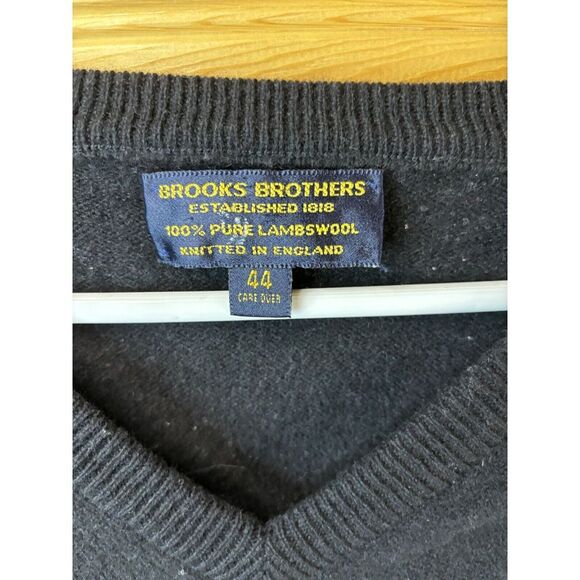 BROOKS BROTHERS
ESTABLISHED 1818
100% PURE LAMBSWOOL
KNITTED IN ENGLAND
44
CARE OVER